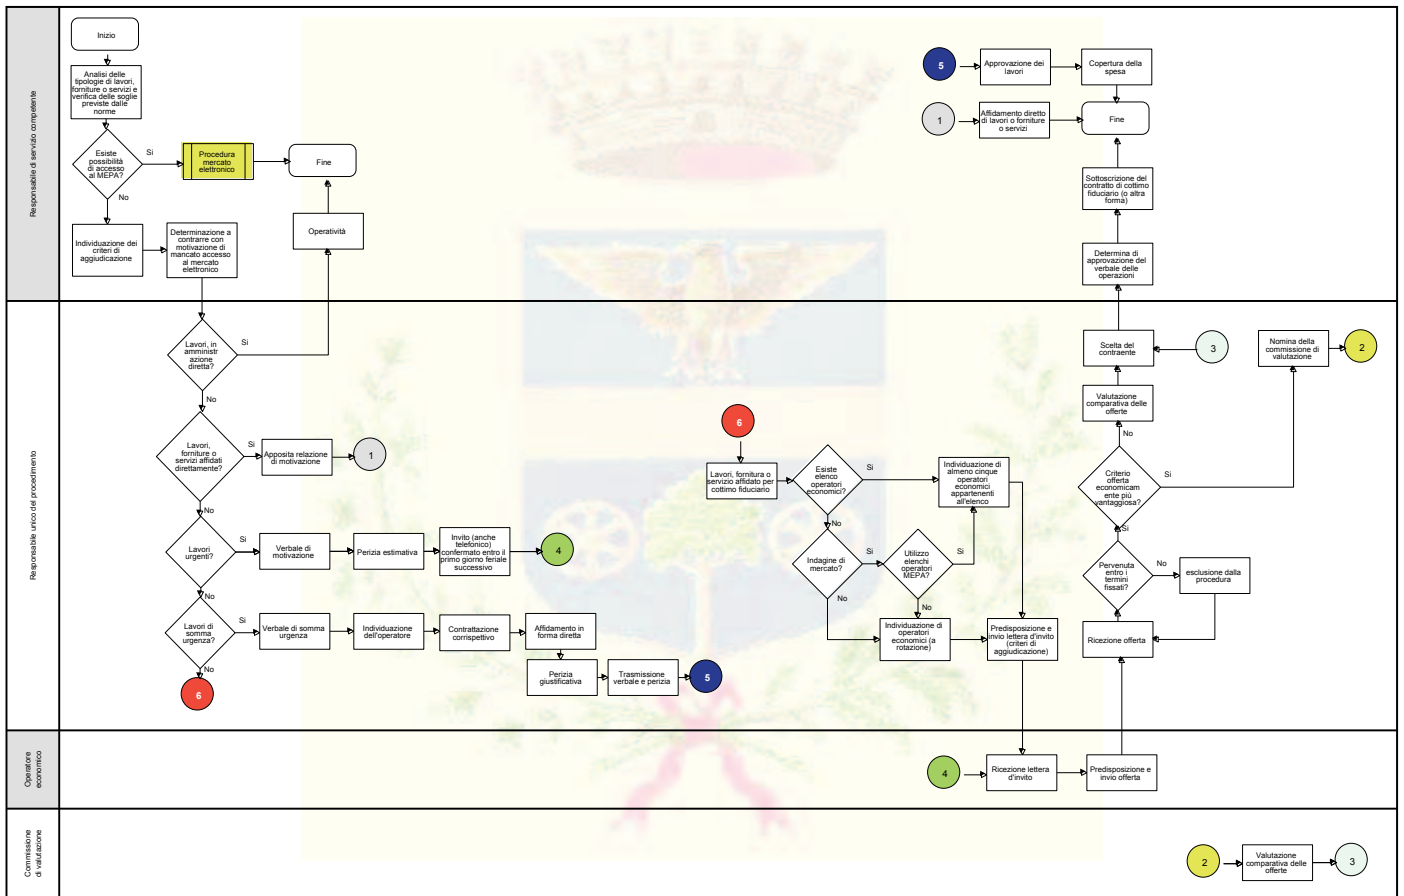 Responsabile di servizio competente
Inizio
Analisi delle
tipologie di lavori,
forniture o servizi e
verifica delle soglie
previste dalle
norme
Esiste
possibilità
di accesso
al MEPA?
Si
No
Procedura
mercato
elettronico
Fine
Individuazione dei
criteri di
aggiudicazione
Determinazione a
contrarre con
motivazione di
mancato accesso
al mercato
elettronico
Operatività
5
Approvazione dei
lavori
Copertura della
spesa
1
Affidamento diretto
di lavori o forniture
o servizi
Fine
Sottoscrizione del
contratto di cottimo
fiduciario (o altra
forma)
Determina di
approvazione del
verbale delle
operazioni
Responsabile unico del procedimento
Lavori, in
amministr
azione
diretta?
Si
No
Lavori,
forniture o
servizi affidati
direttamente?
Si
No
Apposita relazione
di motivazione
1
Lavori
urgenti?
Si
No
Verbale di
motivazione
Perizia estimativa
Invito (anche
telefonico)
confermato entro il
primo giorno feriale
successivo
4
Lavori di
somma
urgenza?
Si
No
Verbale di somma
urgenza
Individuazione
dell'operatore
Contrattazione
corrispettivo
Affidamento in
forma diretta
Perizia
giustificativa
Trasmissione
verbale e perizia
5
6
6
Lavori, fornitura o
servizio affidato per
cottimo fiduciario
Esiste
elenco
operatori
economici?
Si
No
Individuazione di
almeno cinque
operatori
economici
appartenenti
all'elenco
Indagine di
mercato?
Si
No
Utilizzo
elenchi
operatori
MEPA?
Si
No
Individuazione di
operatori
economici (a
rotazione)
Predisposizione e
invio lettera d'invito
(criteri di
aggiudicazione)
Scelta del
contraente
3
Nomina della
commissione di
valutazione
2
Valutazione
comparativa delle
offerte
No
Criterio
offerta
economicam
ente più
vantaggiosa?
Si
Si
Pervenuta
entro i
termini
fissati?
No
esclusione dalla
procedura
Ricezione offerta
Operatore
economico
4
Ricezione lettera
d'invito
Predisposizione e
invio offerta
Commissione
di valutazione
2
Valutazione
comparativa delle
offerte
3